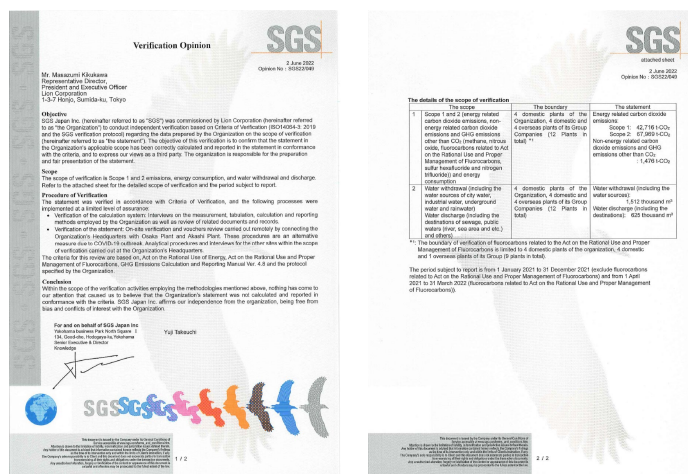 SGS
Verification Opinion
2 June 2022
Opinion No : SGS22/049
Mr. Masazumi Kikukawa
Representative Director,
President and Executive Officer
Lion Corporation
1-3-7 Honjo, Sumida-ku, Tokyo
Objective
SGS Japan Inc. (hereinafter referred to as "SGS") was commissioned by Lion Corporation (hereinafter referred
to as "the Organization") to conduct independent verification based on Criteria of Verification (ISO14064-3: 2019
and the SGS verification protocol) regarding the data prepared by the Organization on the scope of verification
(hereinafter referred to as "the statement"). The objective of this verification is to confirm that the statement in
the Organization's applicable scope has been correctly calculated and reported in the statement in conformance
with the criteria, and to express our views as a third party. The organization is responsible for the preparation
and fair presentation of the statement.
Scope
The scope of verification is Scope 1 and 2 emissions, energy consumption, and water withdrawal and discharge.
Refer to the attached sheet for the detailed scope of verification and the period subject to report.
Procedure of Verification
The statement was verified in accordance with Criteria of Verification, and the following processes were
implemented at a limited level of assurance:
• Verification of the calculation system: Interviews on the measurement, tabulation, calculation and reporting
methods employed by the Organization as well as review of related documents and records.
• Verification of the statement: On-site verification and vouchers review carried out remotely by connecting the
Organization's Headquarters with Osaka Plant and Akashi Plant. These procedures are an alternative
measure due to COVID-19 outbreak. Analytical procedures and interviews for the other sites within the scope
of verification carried out at the Organization's Headquarters.
The criteria for this review are based on, Act on the Rational Use of Energy, Act on the Rational Use and Proper
Management of Fluorocarbons, GHG Emissions Calculation and Reporting Manual Ver. 4.8 and the protocol
specified by the Organization.
Conclusion
Within the scope of the verification activities employing the methodologies mentioned above, nothing has come to
our attention that caused us to believe that the Organization's statement was not calculated and reported in
conformance with the criteria. SGS Japan Inc. affirms our independence from the organization, being free from
bias and conflicts of interest with the Organization.
For and on behalf of SGS Japan Inc
Yokohama business Park North Square I
134, Godo-cho, Hodogaya-ku, Yokohama
Senior Executive & Director
Knowledge
Yuji Takeuchi
SGS
1 / 2
SGS
attached sheet
2 June 2022
Opinion No : SGS22/049
The details of the scope of verification
The scope The boundary The statement
1 Scope 1 and 2 (energy related 4 domestic plants of the Energy related carbon dioxide
carbon dioxide emissions, non- Organization, 4 domestic and emissions:
energy related carbon dioxide 4 overseas plants of its Group Scope 1: 42,716 t-CO₂
emissions and GHG emissions Companies (12 Plants in Scope 2: 67,989 t-CO₂
other than CO₂ (methane, nitrous total) *¹ Non-energy related carbon
oxide, fluorocarbons related to Act dioxide emissions and GHG
on the Rational Use and Proper emissions other than CO₂
Management of Fluorocarbons, : 1,476 t-CO₂
sulfur hexafluoride and nitrogen
trifluoride)) and energy
consumption
2 Water withdrawal (including the 4 domestic plants of the Water withdrawal (including the
water sources of city water, Organization, 4 domestic and water sources):
industrial water, underground 4 overseas plants of its Group 1,512 thousand m³
water and rainwater) Companies (12 Plants in Water discharge (including the
Water discharge (including the total) destinations): 625 thousand m³
destinations of sewage, public
waters (river, sea area and etc.)
and others)
*¹: The boundary of verification of fluorocarbons related to the Act on the Rational Use and Proper
Management of Fluorocarbons is limited to 4 domestic plants of the organization, 4 domestic
and 1 overseas plants of its Group (9 plants in total).
The period subject to report is from 1 January 2021 to 31 December 2021 (exclude fluorocarbons
related to Act on the Rational Use and Proper Management of Fluorocarbons) and from 1 April
2021 to 31 March 2022 (fluorocarbons related to Act on the Rational Use and Proper Management
of Fluorocarbons).
2 / 2